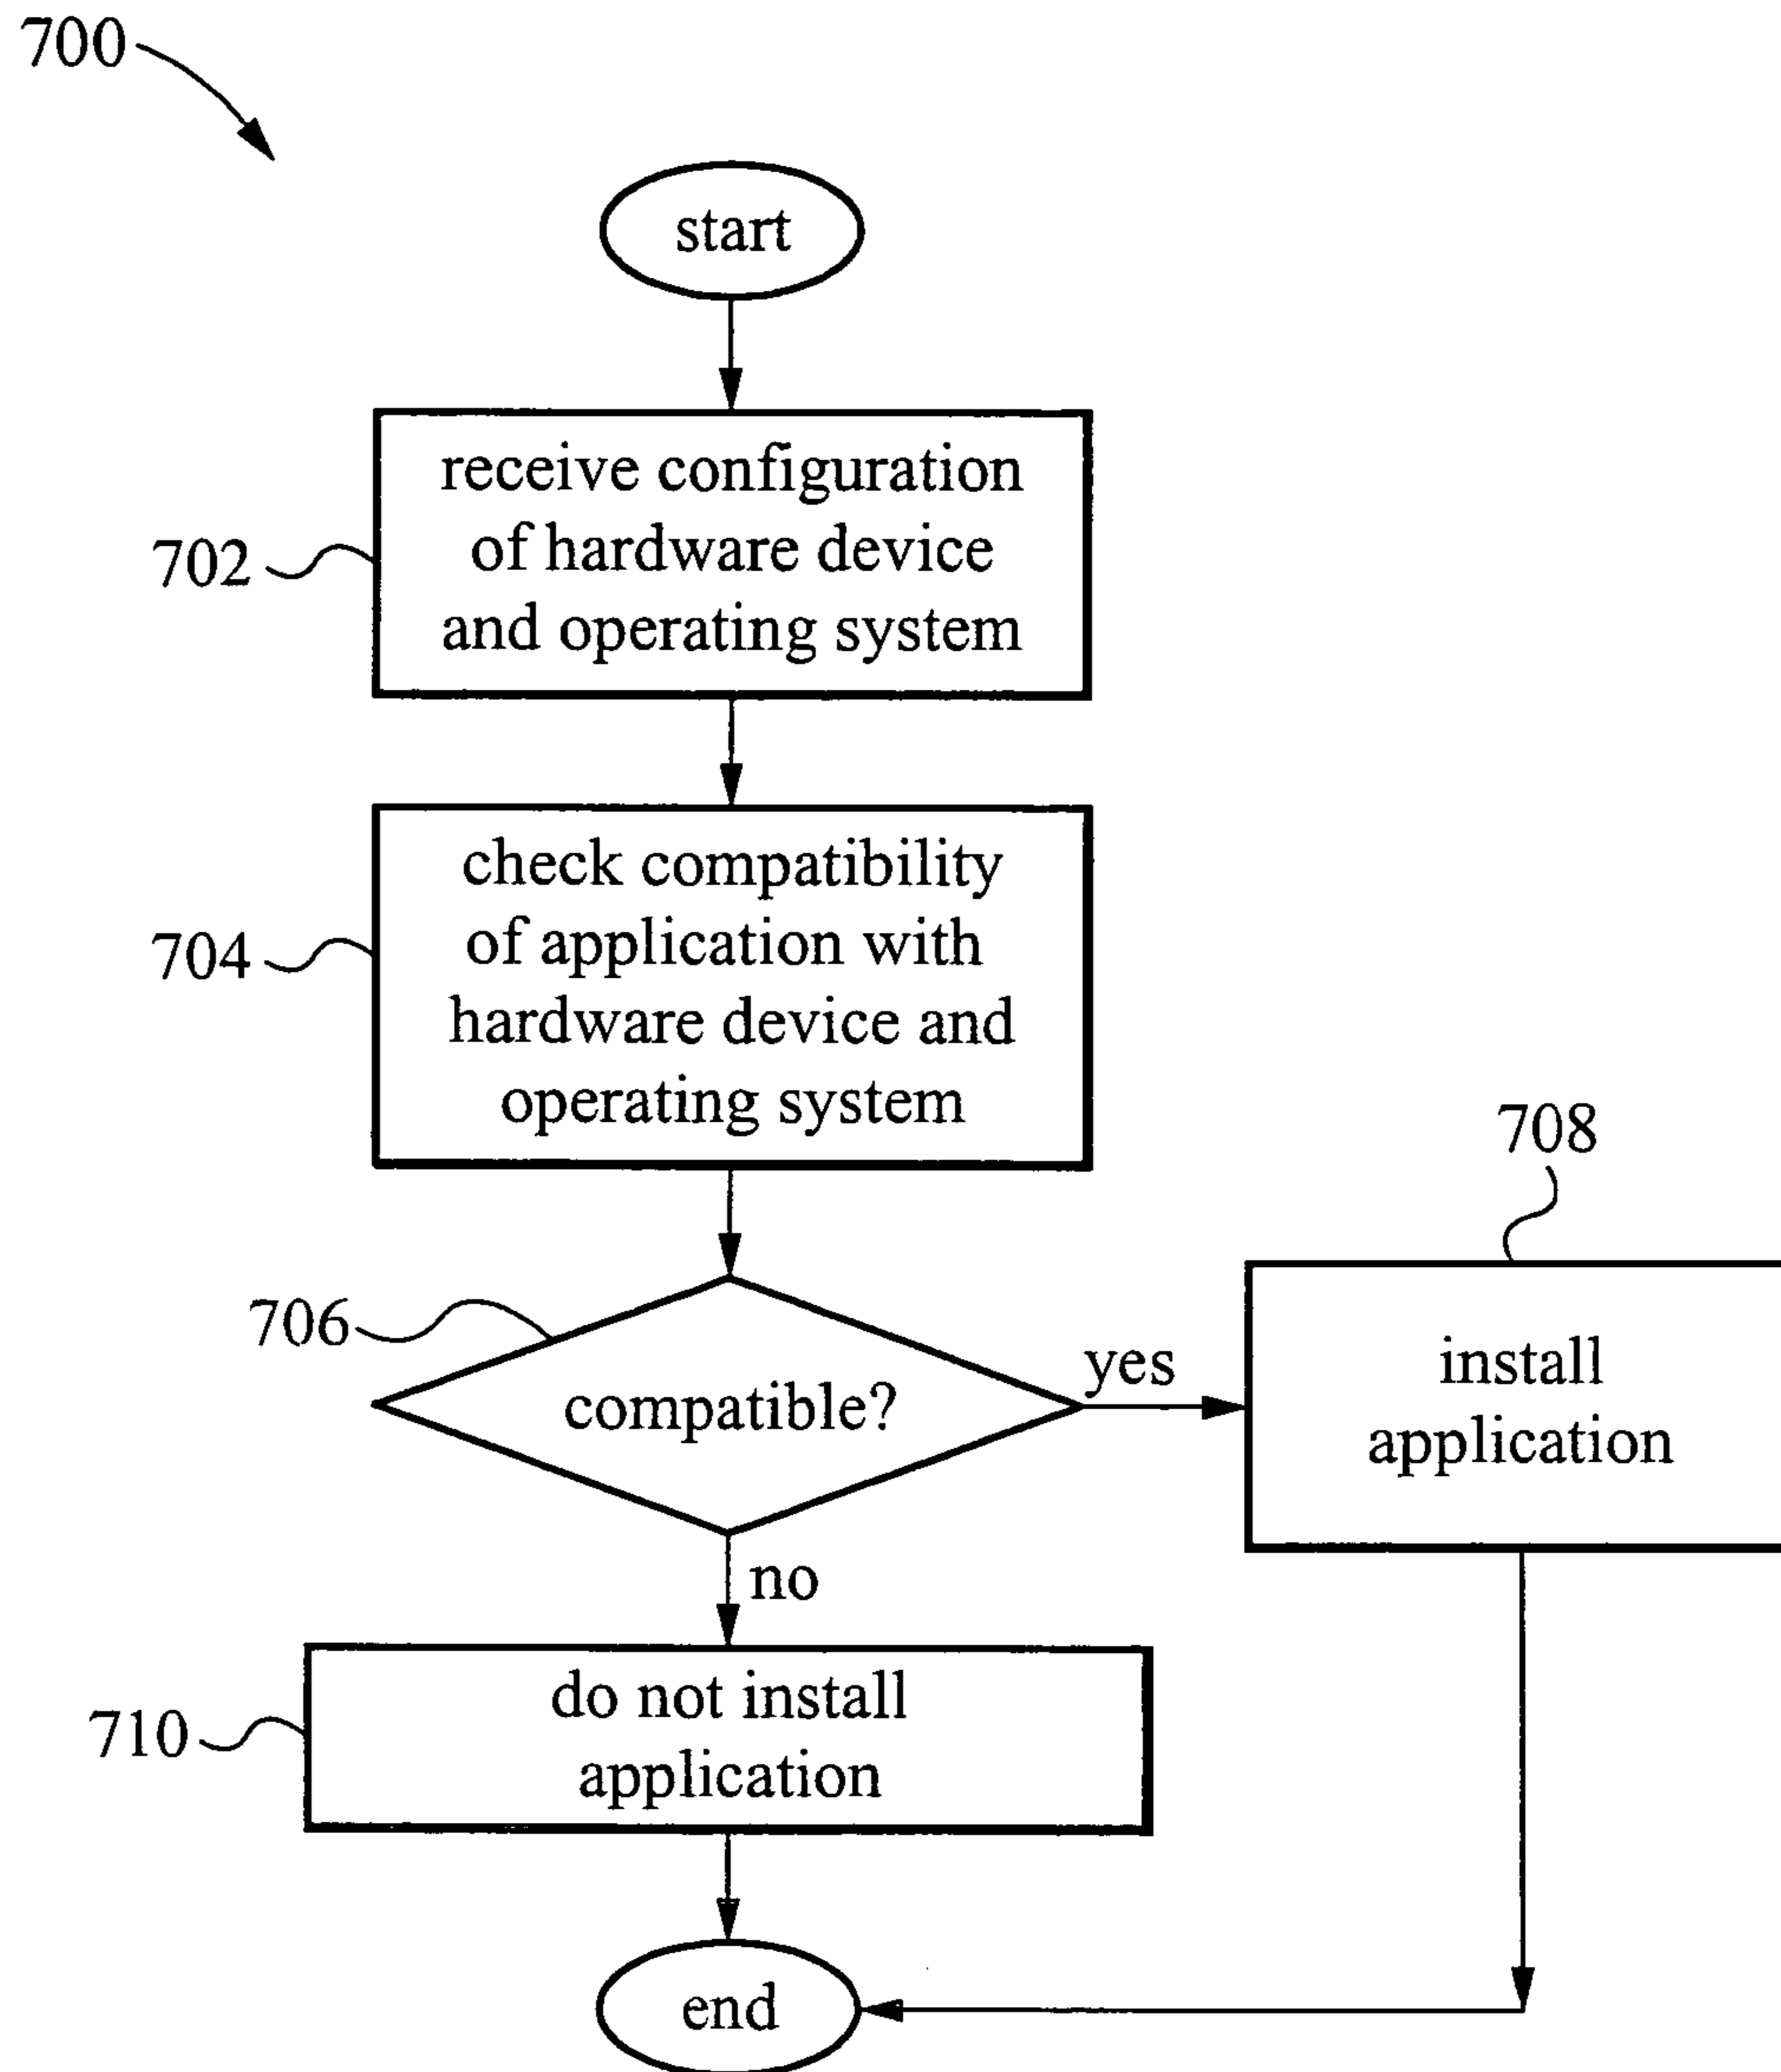 700
start
702
receive configuration
of hardware device
and operating system
704
check compatibility
of application with
hardware device and
operating system
706
compatible?
yes
708
install
application
no
710
do not install
application
end